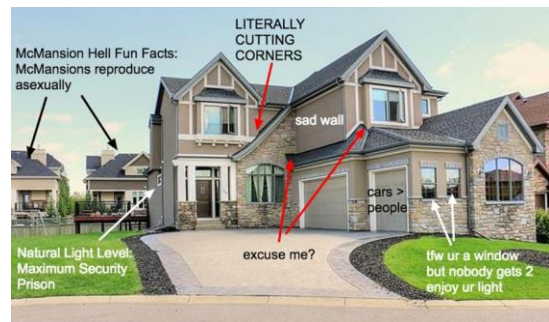 LITERALLY
CUTTING
CORNERS
McMansion Hell Fun Facts:
McMansions reproduce
asexually
sad wall
cars >
people
Natural Light Level:
Maximum Security
Prison
excuse me?
tfw ur a window
but nobody gets 2
enjoy ur light